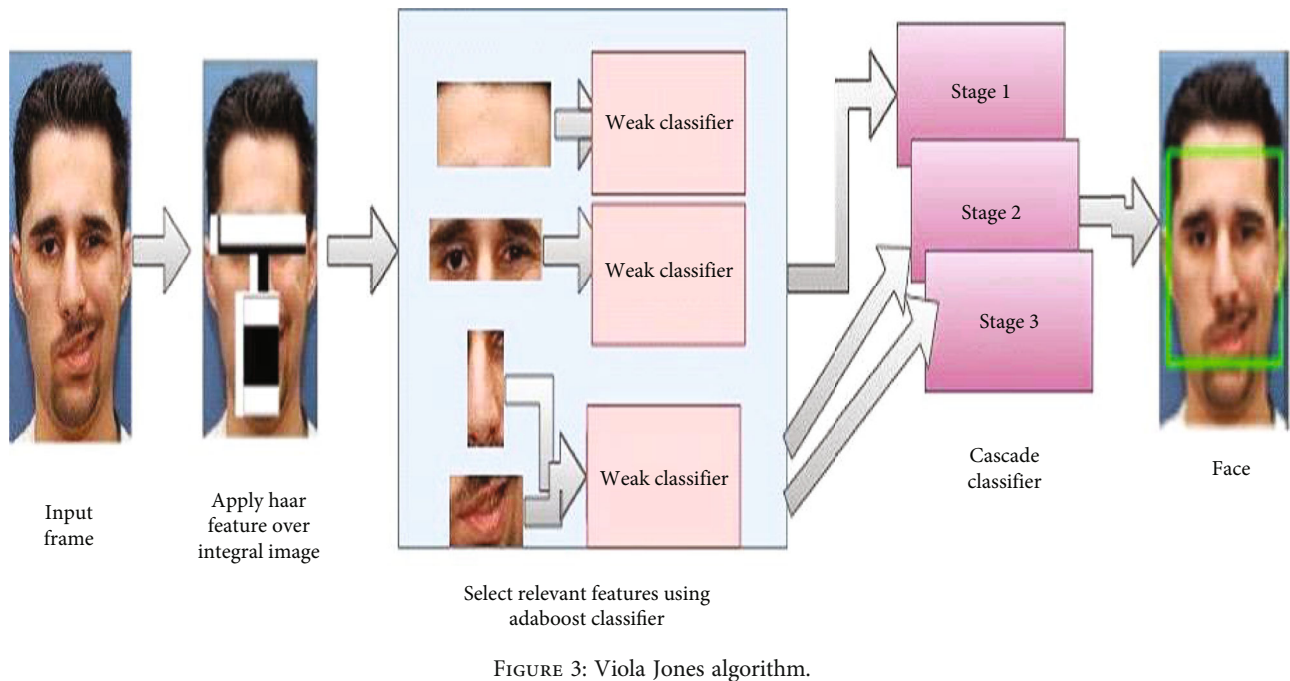 Weak classifier
Weak classifier
Weak classifier
Stage 1
Stage 2
Stage 3
Input
frame
Apply haar
feature over
integral image
Select relevant features using
adaboost classifier
Cascade
classifier
Face
FIGURE 3: Viola Jones algorithm.